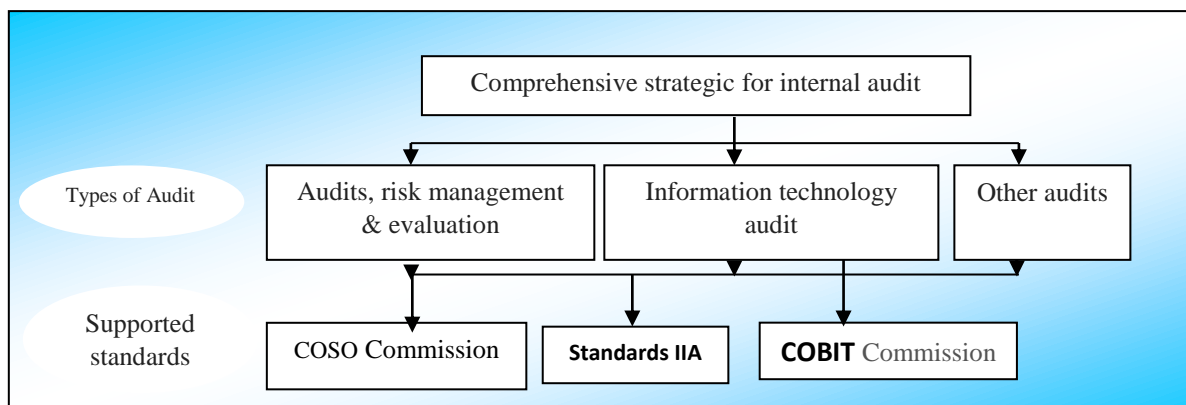 Comprehensive strategic for internal audit
Types of Audit
Audits, risk management
& evaluation
Information technology
audit
Other audits
Supported
standards
COSO Commission
Standards IIA
COBIT Commission